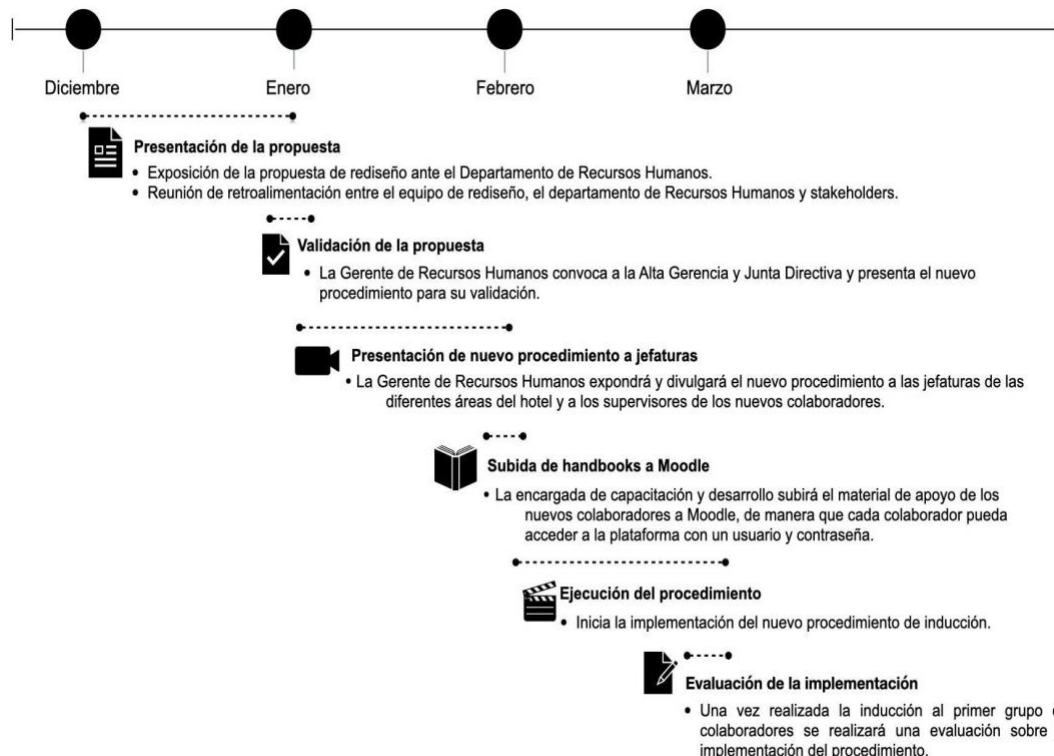 Diciembre Enero Febrero Marzo
Presentación de la propuesta
• Exposición de la propuesta de rediseño ante el Departamento de Recursos Humanos.
• Reunión de retroalimentación entre el equipo de rediseño, el departamento de Recursos Humanos y stakeholders.
Validación de la propuesta
• La Gerente de Recursos Humanos convoca a la Alta Gerencia y Junta Directiva y presenta el nuevo
procedimiento para su validación.
Presentación de nuevo procedimiento a jefaturas
• La Gerente de Recursos Humanos expondrá y divulgará el nuevo procedimiento a las jefaturas de las
diferentes áreas del hotel y a los supervisores de los nuevos colaboradores.
Subida de handbooks a Moodle
• La encargada de capacitación y desarrollo subirá el material de apoyo de los
nuevos colaboradores a Moodle, de manera que cada colaborador pueda
acceder a la plataforma con un usuario y contraseña.
Ejecución del procedimiento
• Inicia la implementación del nuevo procedimiento de inducción.
Evaluación de la implementación
• Una vez realizada la inducción al primer grupo
colaboradores se realizará una evaluación sobre
implementación del procedimiento.